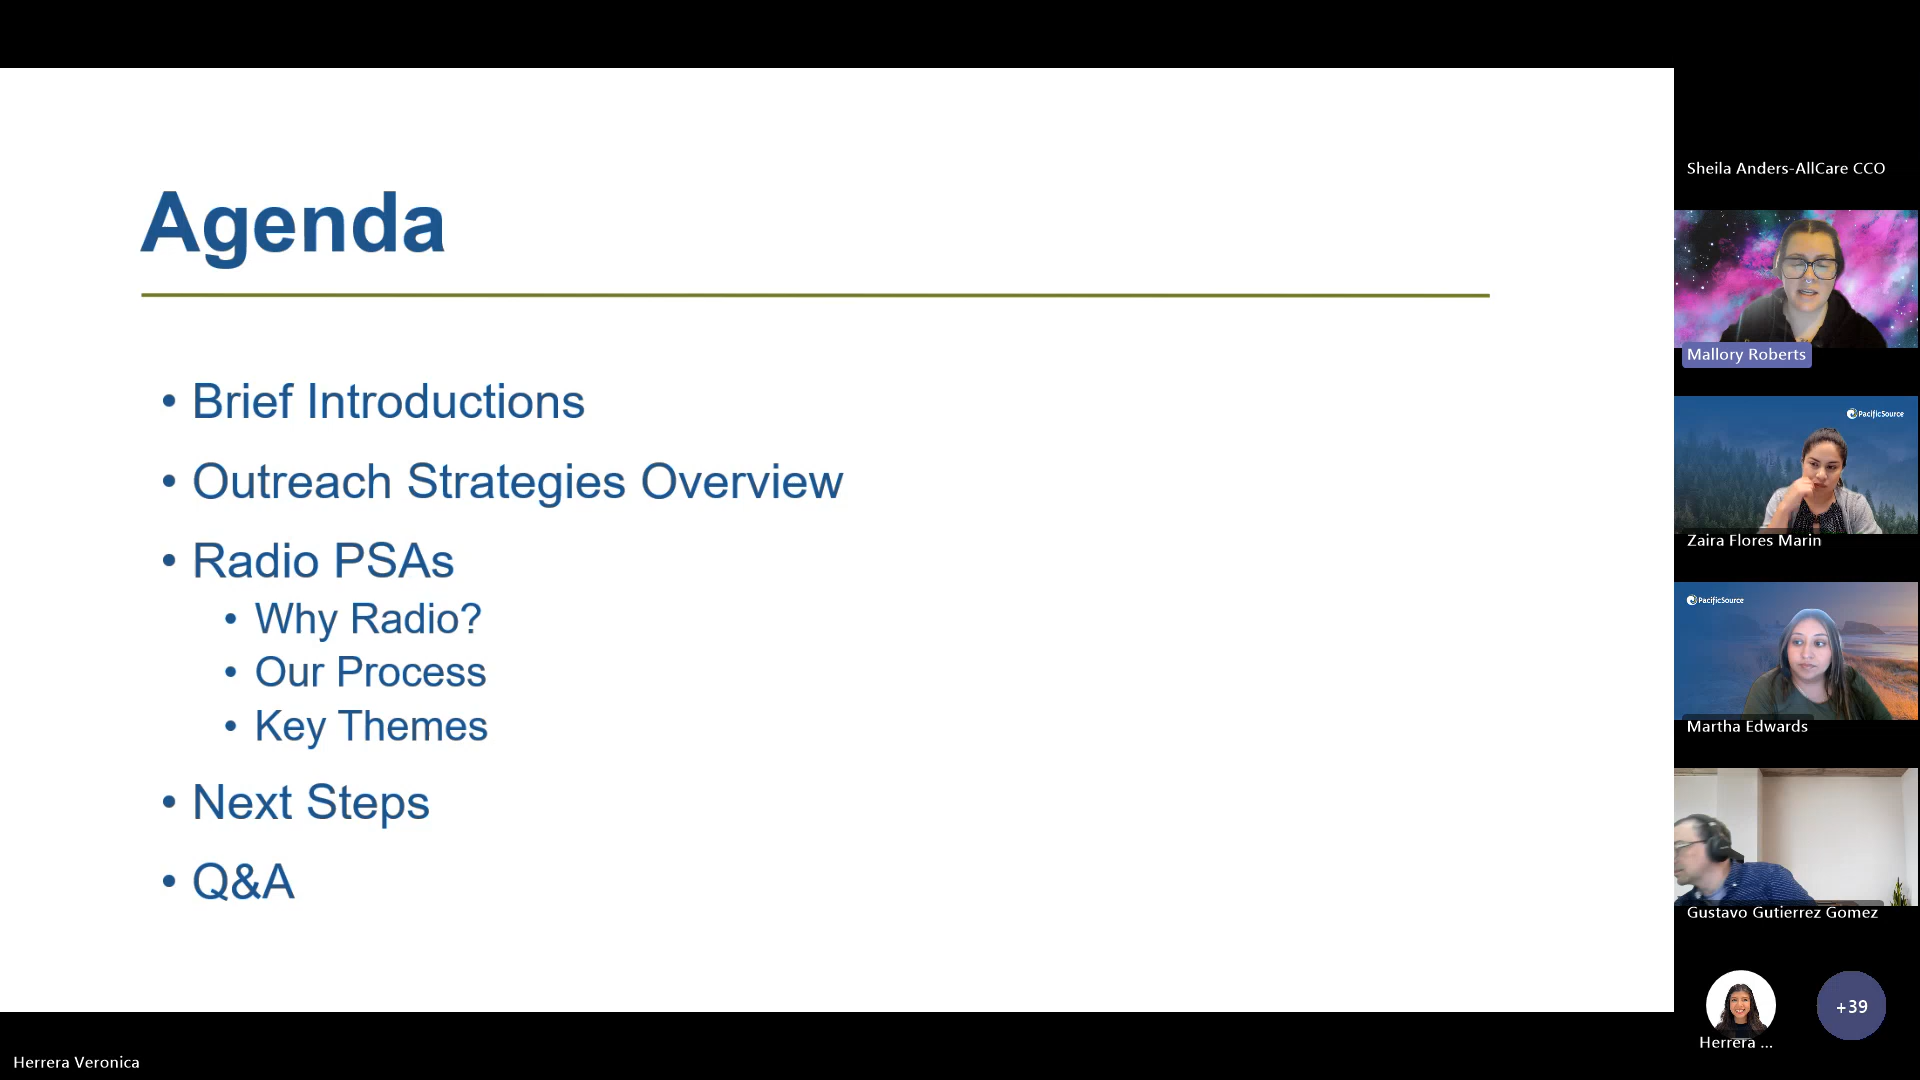 Agenda
• Brief Introductions
• Outreach Strategies Overview
• Radio PSAs
• Why Radio?
• Our Process
• Key Themes
• Next Steps
• Q&A
Sheila Anders-AllCare CCO
Mallory Roberts
PacificSource
Zaira Flores Marin
PacificSource
Martha Edwards
Gustavo Gutierrez Gomez
Herrera ...
+39
Herrera Veronica